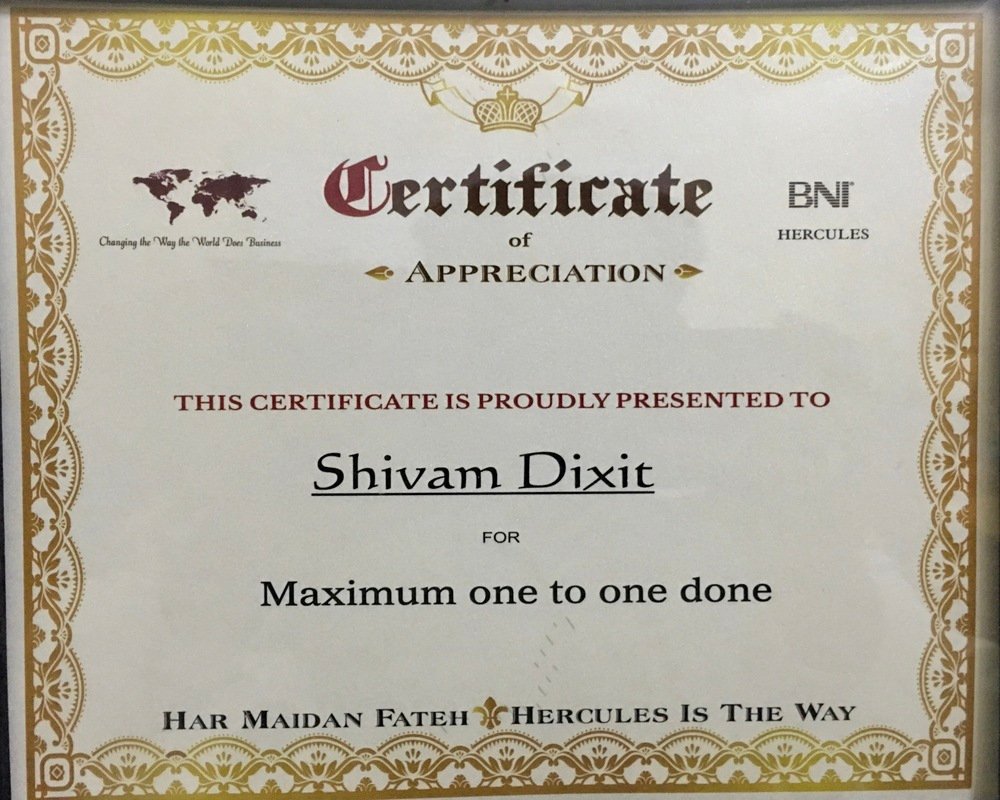 Certificate
of
APPRECIATION
Changing the Way the World Does Business
BNI®
HERCULES
THIS CERTIFICATE IS PROUDLY PRESENTED TO
Shivam Dixit
FOR
Maximum one to one done
HAR MAIDAN FATEH HERCULES IS THE WAY